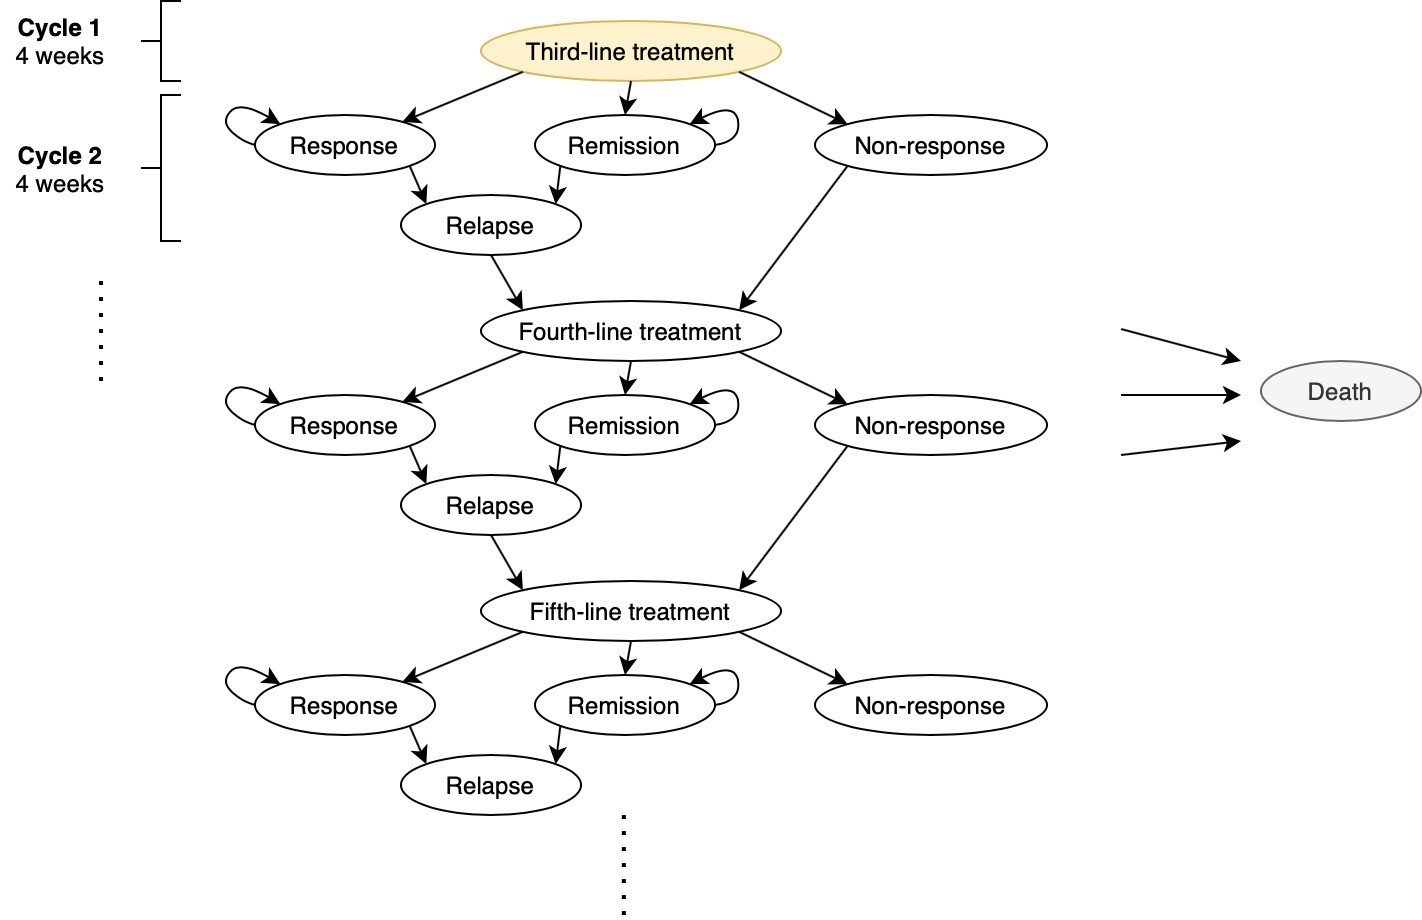 Cycle 1
4 weeks
Third-line treatment
Cycle 2
4 weeks
Response
Remission
Non-response
Relapse
Fourth-line treatment
Death
Response
Remission
Non-response
Relapse
Fifth-line treatment
Response
Remission
Non-response
Relapse